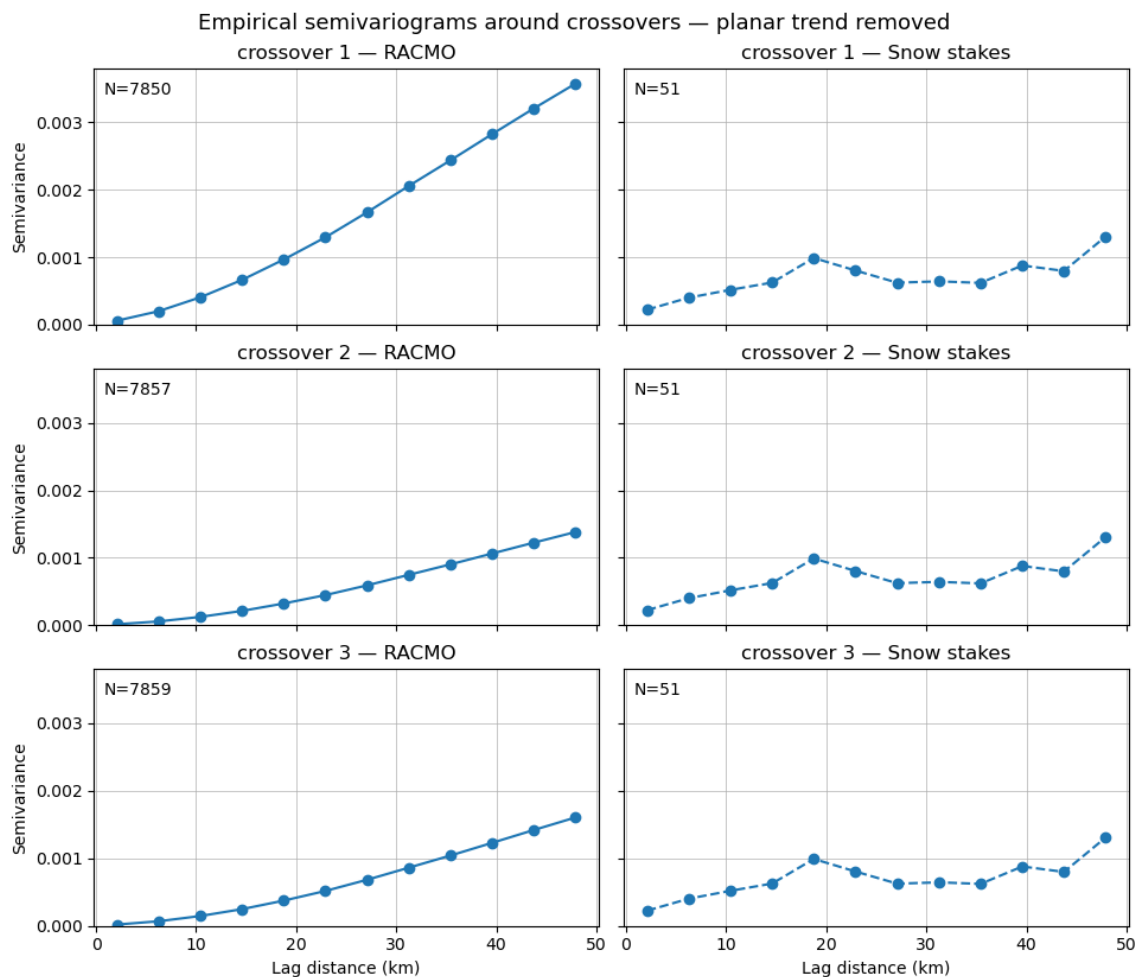 Empirical semivariograms around crossovers — planar trend removed
crossover 1 — RACMO
crossover 1 — Snow stakes
N=7850
N=51
0.003
0.002
0.001
0.000
Semivariance
crossover 2 — RACMO
crossover 2 — Snow stakes
N=7857
N=51
0.003
0.002
0.001
0.000
Semivariance
crossover 3 — RACMO
crossover 3 — Snow stakes
N=7859
N=51
0.003
0.002
0.001
0.000
Semivariance
0 10 20 30 40 50
0 10 20 30 40 50
Lag distance (km)
Lag distance (km)